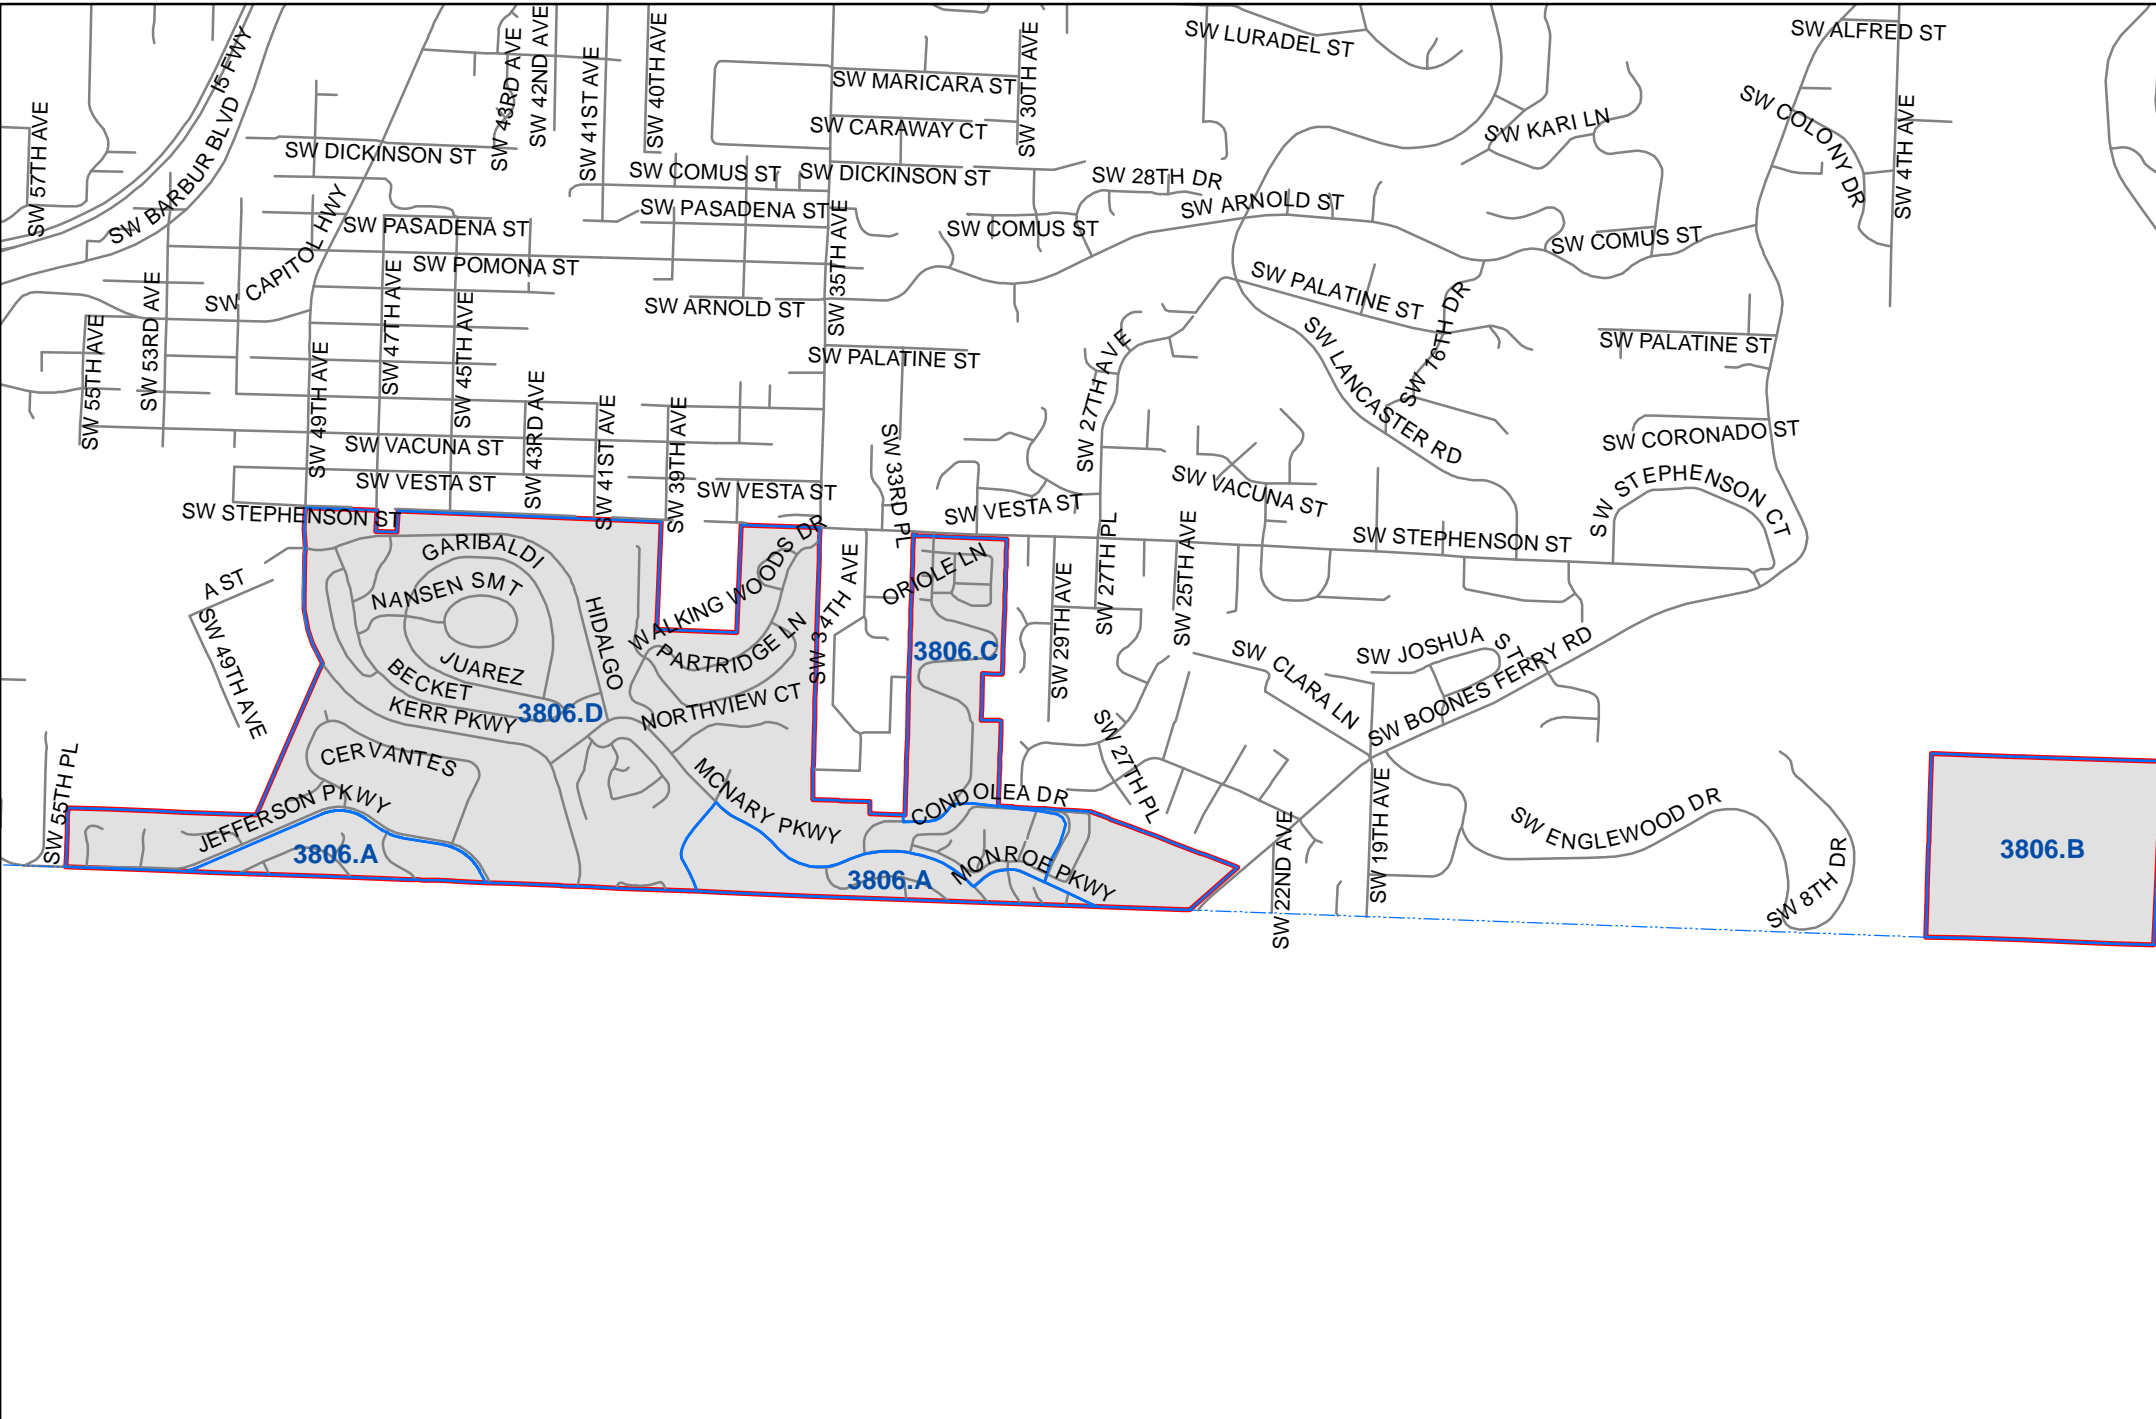 SW ALFRED ST
SW LURADEL ST
I5 FWY
SW 43RD AVE
SW 42ND AVE
SW 41ST AVE
SW 40TH AVE
SW MARICARA ST
SW 30TH AVE
SW CARAWAY CT
SW KARI LN
SW COLONY DR
SW 4TH AVE
SW 57TH AVE
SW BARBUR BLVD
SW DICKINSON ST
SW COMUS ST
SW DICKINSON ST
SW 28TH DR
SW PASADENA ST
SW PASADENA ST
SW ARNOLD ST
SW COMUS ST
SW COMUS ST
SW CAPITOL HWY
SW POMONA ST
SW ARNOLD ST
SW 35TH AVE
SW PALATINE ST
SW 16TH DR
SW PALATINE ST
SW PALATINE ST
SW 55TH AVE
SW 53RD AVE
SW 49TH AVE
SW 47TH AVE
SW 45TH AVE
SW 43RD AVE
SW 41ST AVE
SW 39TH AVE
SW 33RD PL
SW 27TH AVE
SW LANCASTER RD
SW CORONADO ST
SW VACUNA ST
SW VACUNA ST
SW VESTA ST
SW VESTA ST
SW VESTA ST
SW STEPHENSON CT
SW STEPHENSON ST
SW STEPHENSON ST
GARIBALDI
NANSEN SMT
HIDALGO
WALKING WOODS DR
SW 34TH AVE
ORIOLE LN
SW 29TH AVE
SW 27TH PL
SW 25TH AVE
A ST
SW 49TH AVE
JUAREZ
BECKET
PARTRIDGE LN
3806.C
SW CLARA LN
SW JOSHUA ST
SW BOONES FERRY RD
KERR PKWY
3806.D
NORTHVIEW CT
SW 27TH PL
SW 55TH PL
CERVANTES
JEFFERSON PKWY
MCNARY PKWY
CONDOLEA DR
SW 22ND AVE
SW 19TH AVE
SW ENGLEWOOD DR
SW 8TH DR
3806.A
3806.A
MONROE PKWY
3806.B